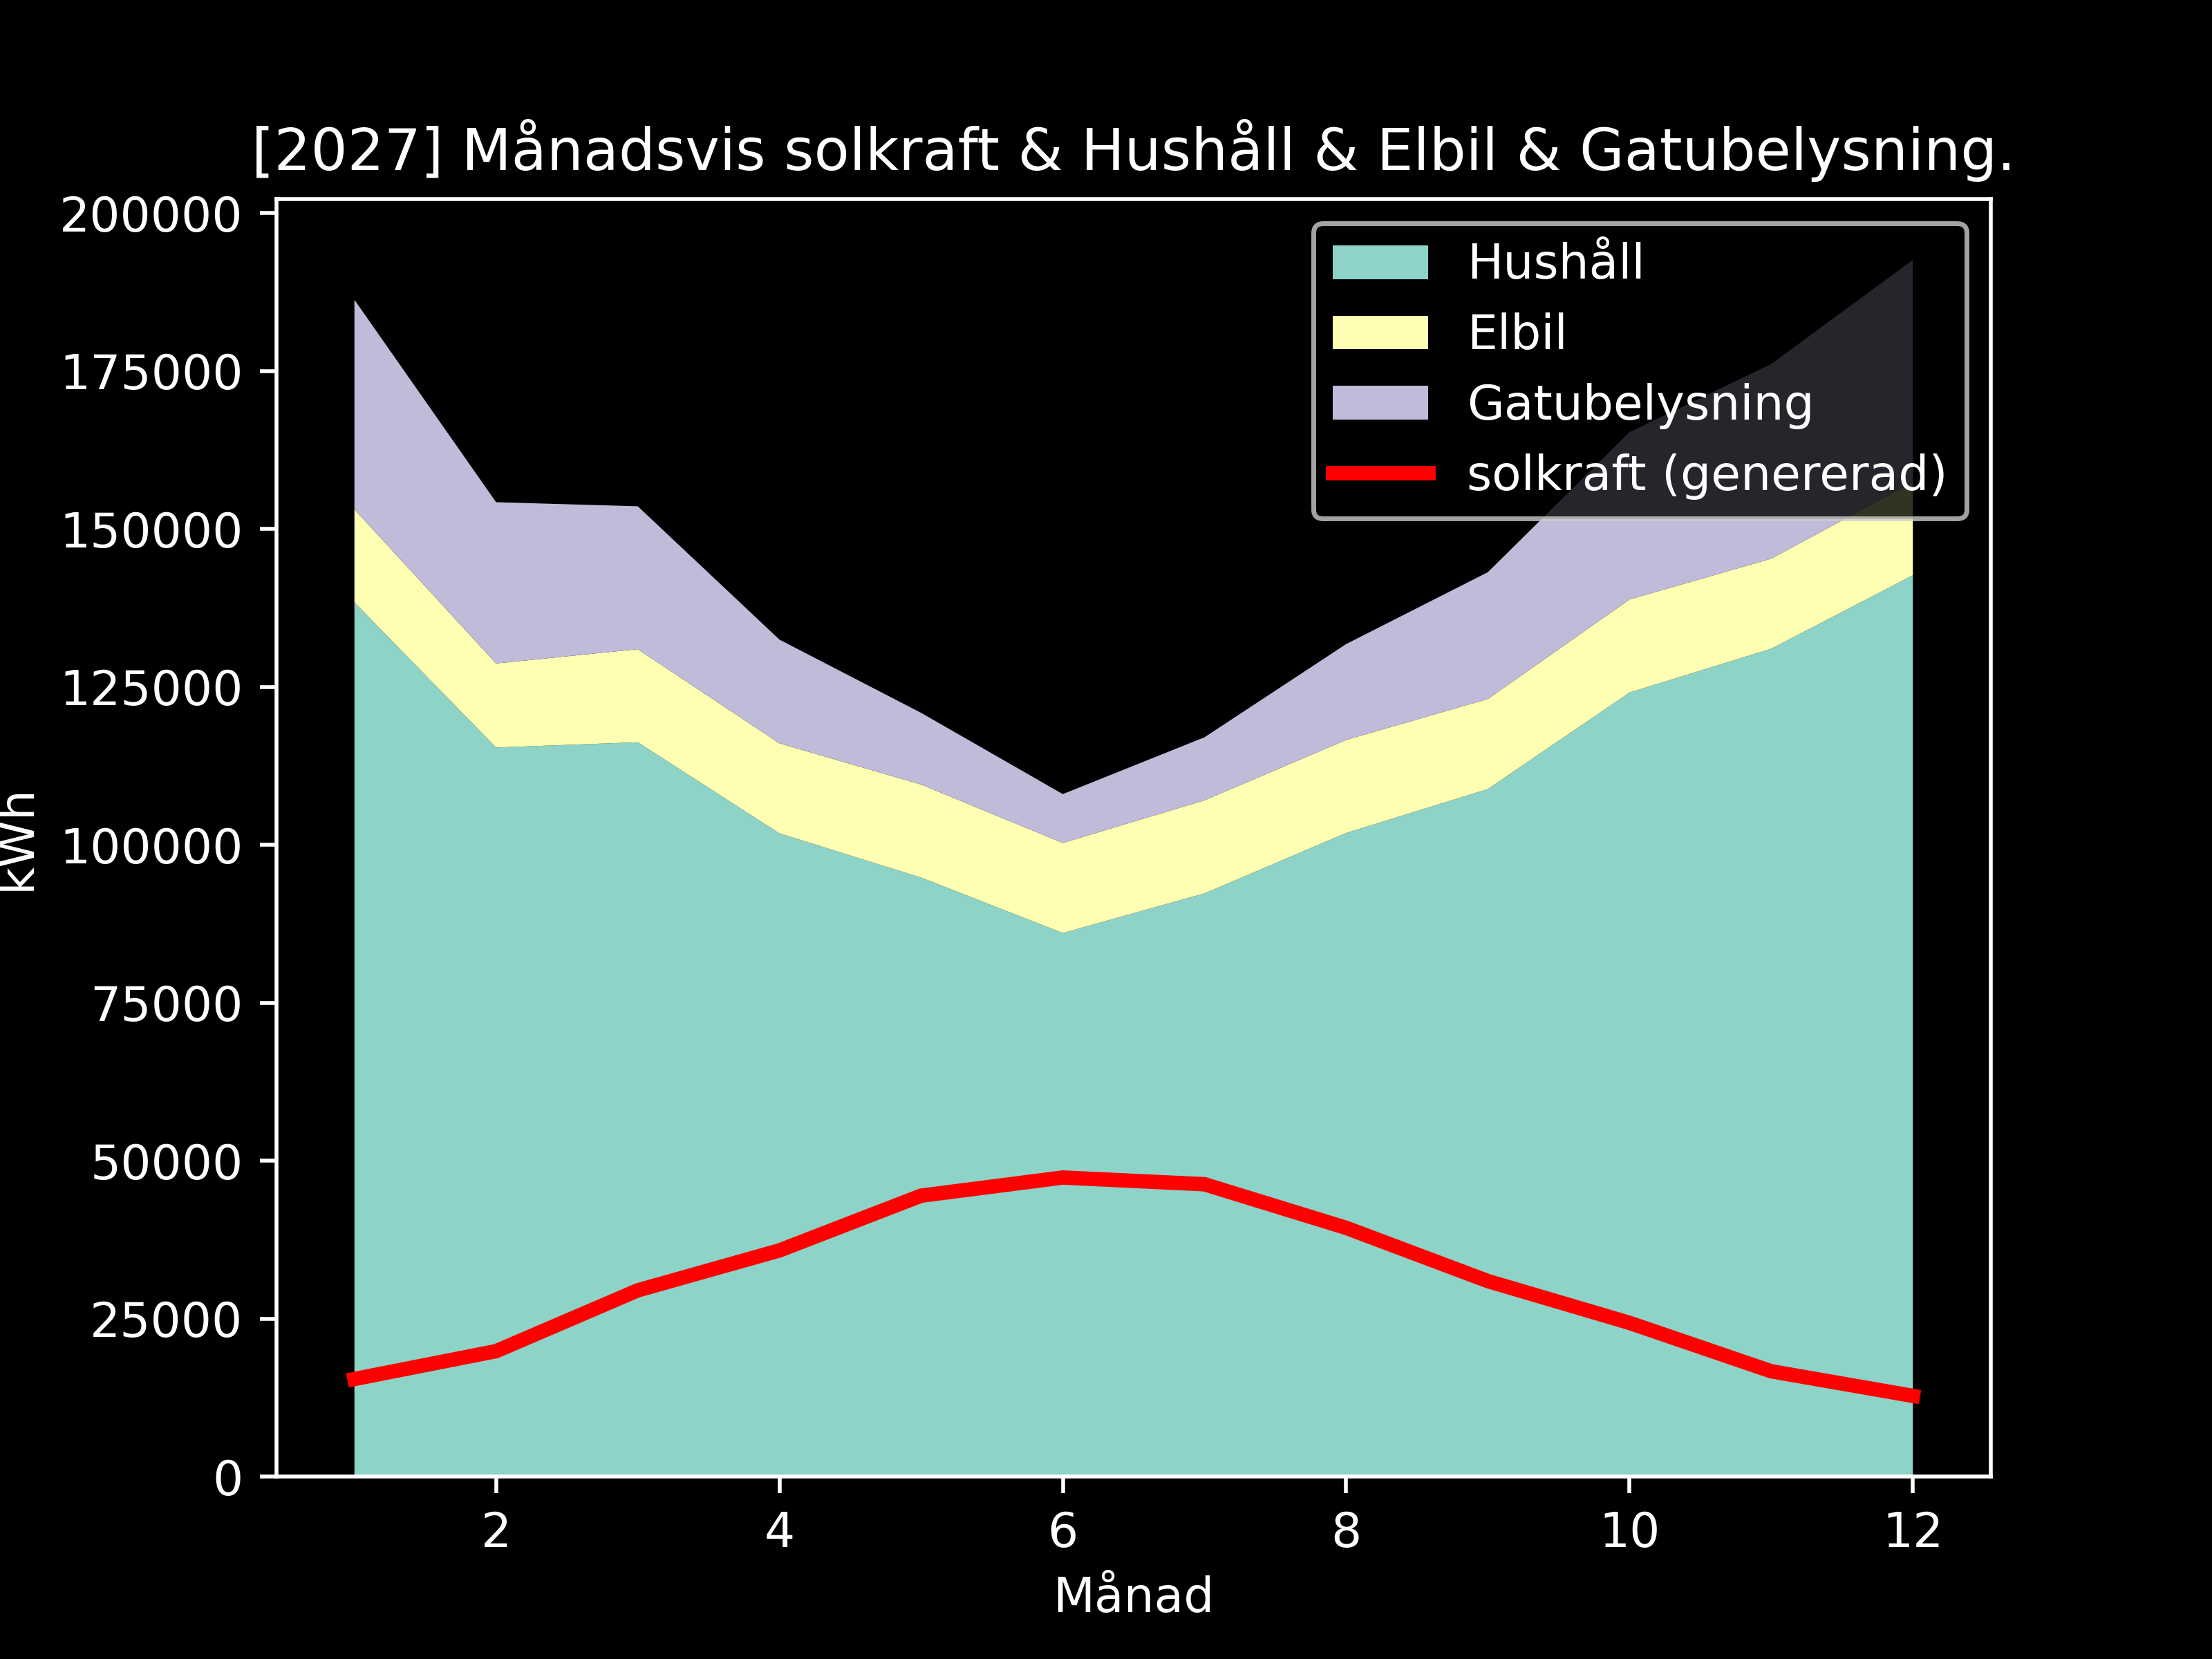 [2027] Månadsvis solkraft & Hushåll & Elbil & Gatubelysning.
200000
175000
150000
125000
100000
75000
50000
25000
0
kWh
Hushåll
Elbil
Gatubelysning
solkraft (genererad)
2 4 6 8 10 12
Månad